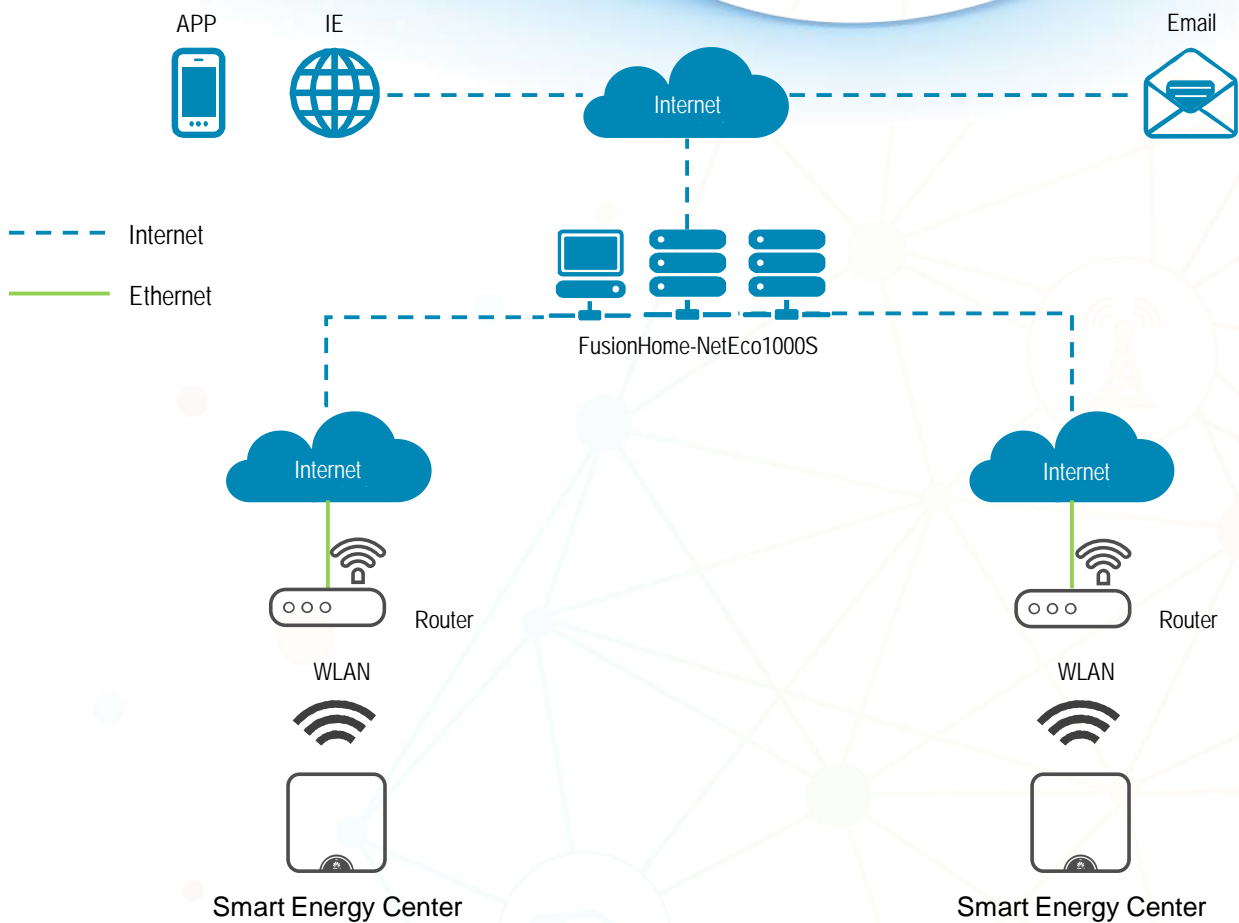 APP
IE
Email
Internet
Internet
Ethernet
FusionHome-NetEco1000S
Internet
Internet
Router
Router
WLAN
WLAN
Smart Energy Center
Smart Energy Center